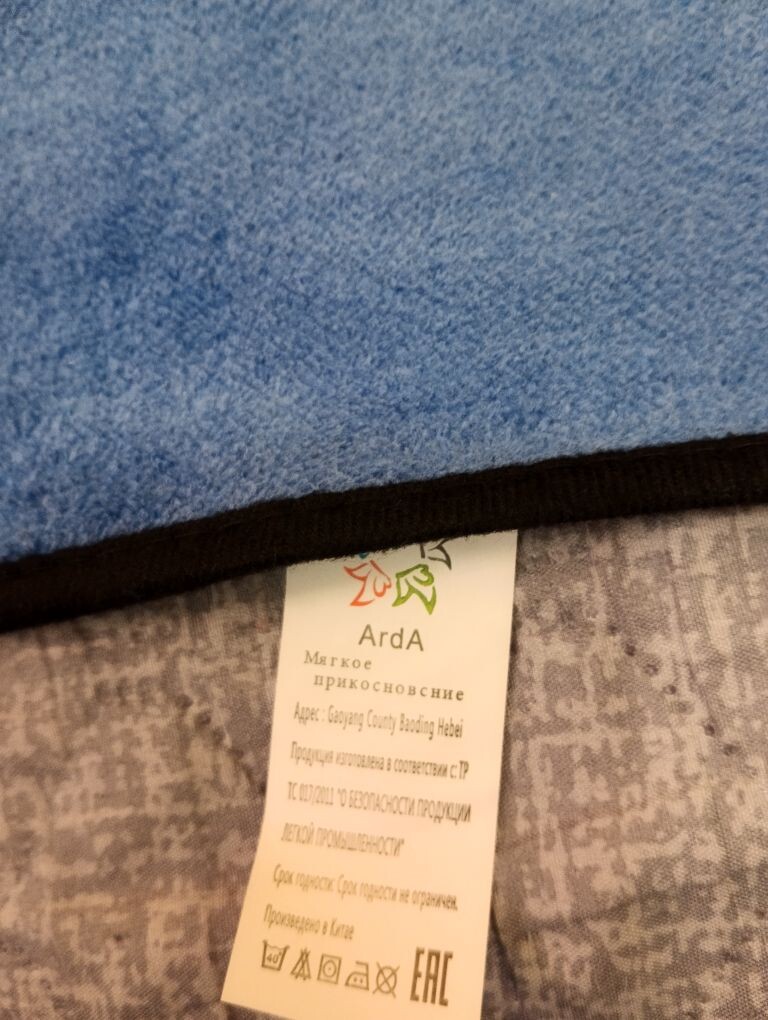 ArdA
Мягкое
прикосновсние
Адрес : Gaoyang County Baoding Hebei
Продукция изготовлена в соответствии с: ТР
ТС 017/2011 "О БЕЗОПАСНОСТИ ПРОДУКЦИИ
ЛЕГКОЙ ПРОМЫШЛЕННОСТИ"
Срок годности: Срок годности не ограничен.
Произведено в Китае
40° EAC